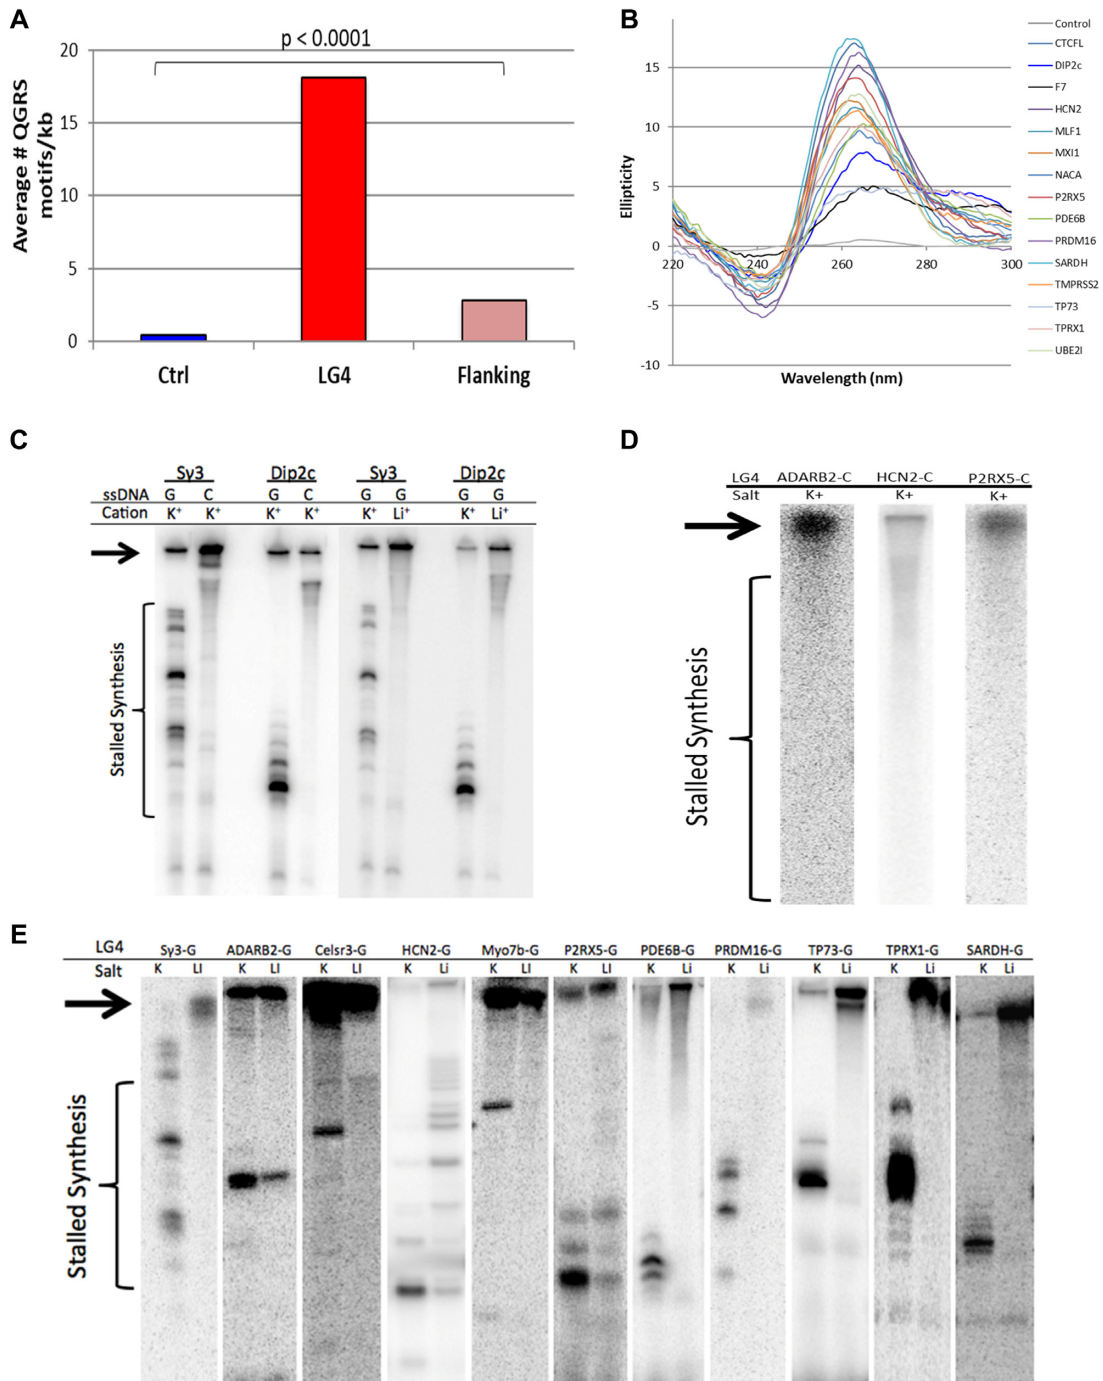 A
p < 0.0001
Average # QGRS
motifs/kb
20
15
10
5
0
Ctrl
LG4
Flanking
B
Ellipticity
15
10
5
0
-5
-10
220
240
260
280
300
Wavelength (nm)
Control
CTCFL
DIP2c
F7
HCN2
MLF1
MXI1
NACA
P2RX5
PDE6B
PRDM16
SARDH
TMPRSS2
TP73
TPRX1
UBE2I
C
Sy3 Dip2c Sy3 Dip2c
ssDNA G C G C G G G G
Cation K+ K+ K+ K+ K+ Li+ K+ Li+
Stalled Synthesis
D
LG4 ADARB2-C HCN2-C P2RX5-C
Salt K+ K+ K+
Stalled Synthesis
E
LG4 Sy3-G ADARB2-G Celsr3-G HCN2-G Myo7b-G P2RX5-G PDE6B-G PRDM16-G TP73-G TPRX1-G SARDH-G
Salt K LI K LI K LI K Li K LI K LI K Li K Li K Li K Li K Li
Stalled Synthesis